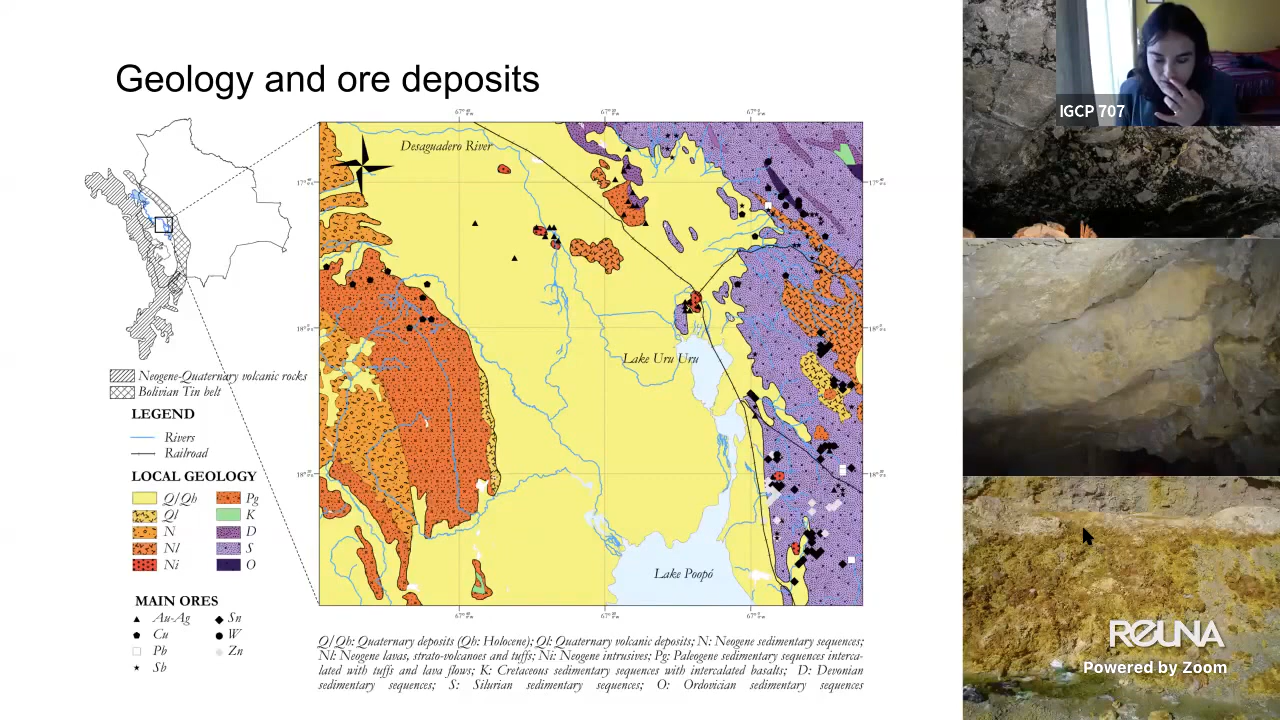 Geology and ore deposits
Desaguadero River
Lake Uru Uru
Lake Poopó
Neogene-Quaternary volcanic rocks
Bolivian Tin belt
LEGEND
Rivers
Railroad
LOCAL GEOLOGY
Q/Qh Pg
Ql K
N D
Nl S
Ni O
MAIN ORES
Au-Ag Sn
Cu W
Pb Zn
Sb
Q/Qh: Quaternary deposits (Qh: Holocene); Ql: Quaternary volcanic deposits; N: Neogene sedimentary sequences;
Nl: Neogene lavas, strato-volcanoes and tuffs; Ni: Neogene intrusives; Pg: Paleogene sedimentary sequences interca-
lated with tuffs and lava flows; K: Cretaceous sedimentary sequences with intercalated basalts; D: Devonian
sedimentary sequences; S: Silurian sedimentary sequences; O: Ordovician sedimentary sequences
IGCP 707
REUNA
Powered by Zoom